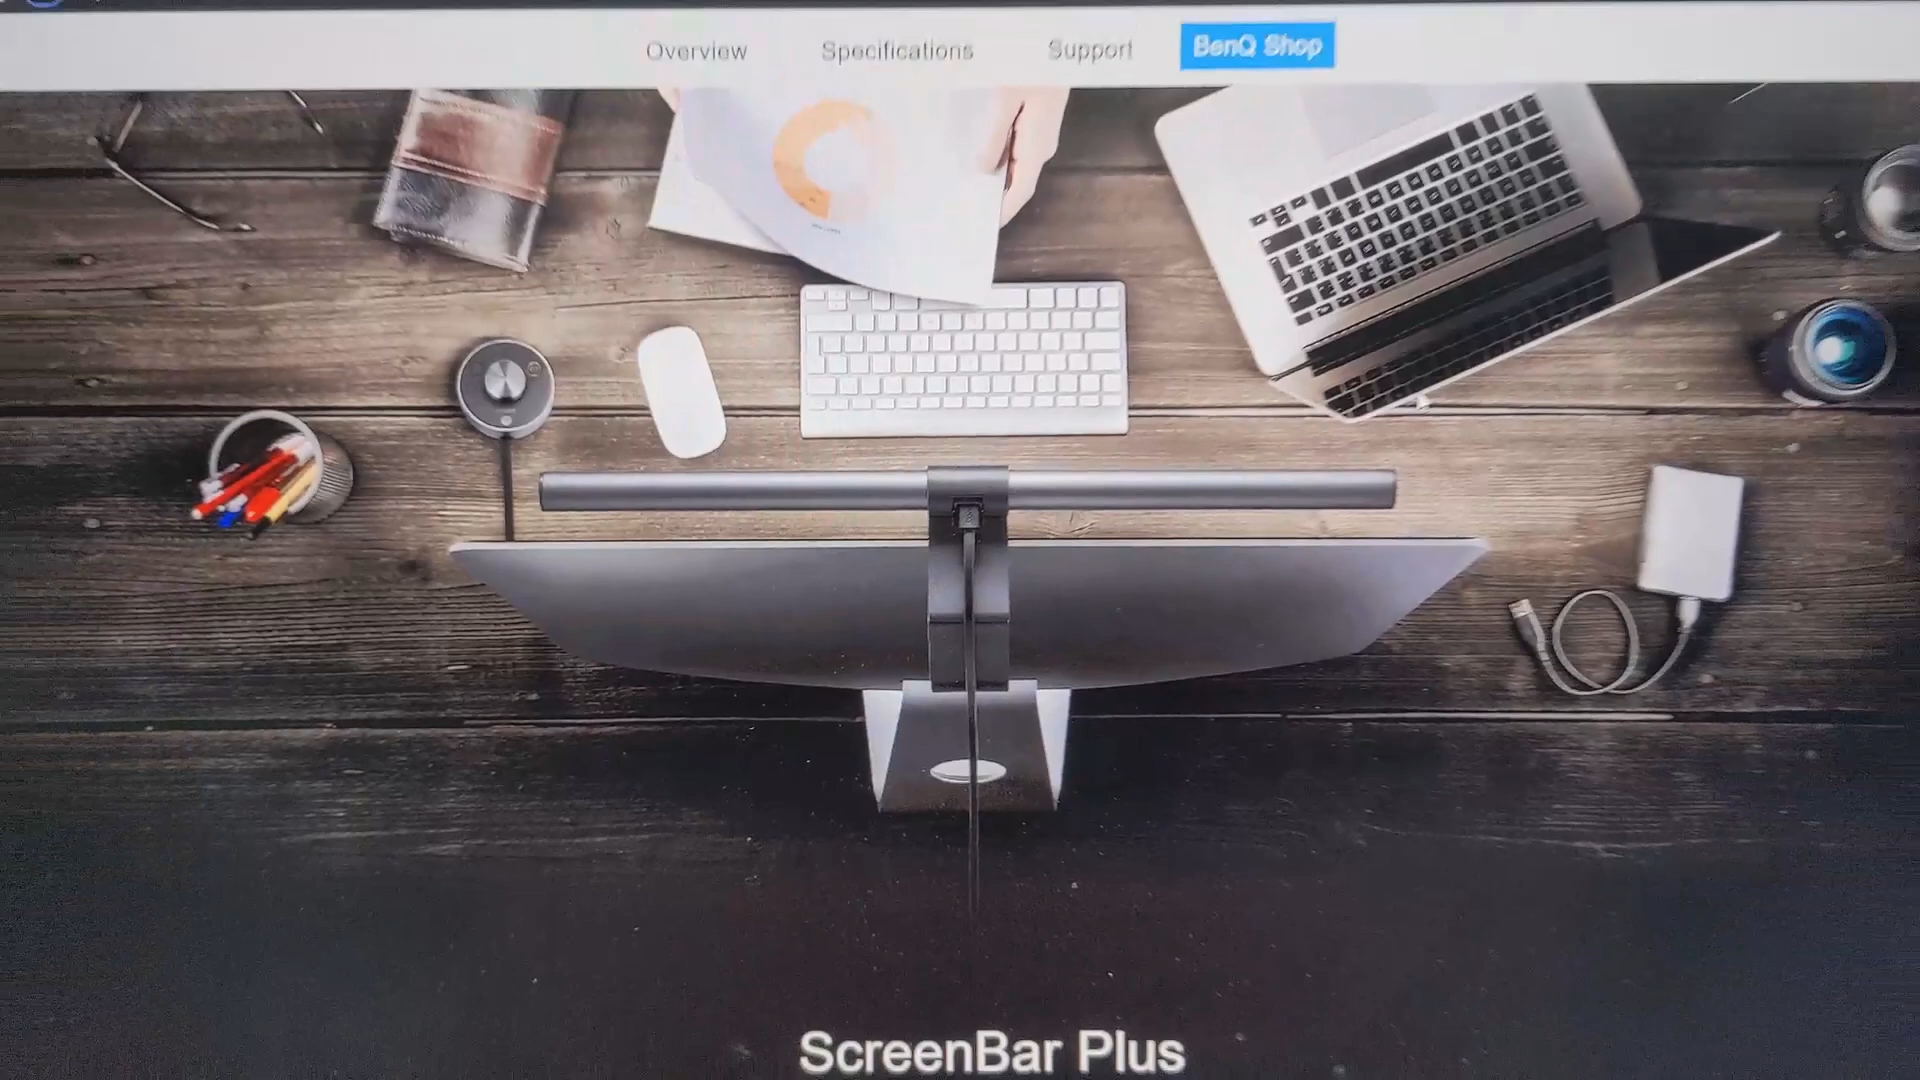 Overview
Specifications
Support
BenQ Shop
ScreenBar Plus